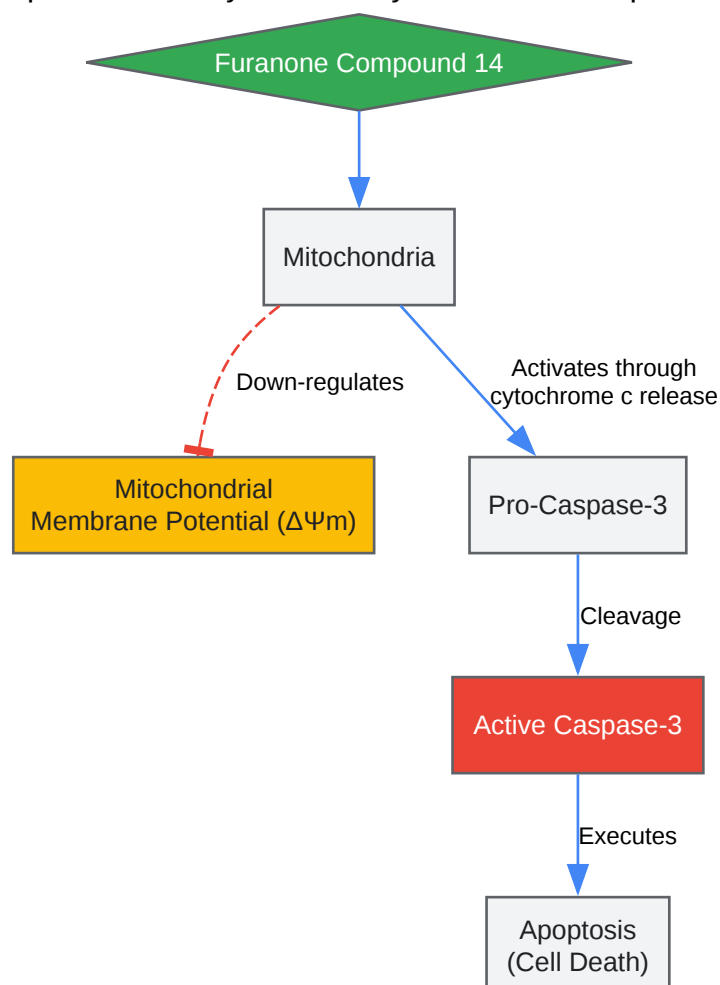 Furanone Compound 14
Mitochondria
Down-regulates
Activates through
cytochrome c release
Mitochondrial
Membrane Potential (ΔΨm)
Pro-Caspase-3
Cleavage
Active Caspase-3
Executes
Apoptosis
(Cell Death)